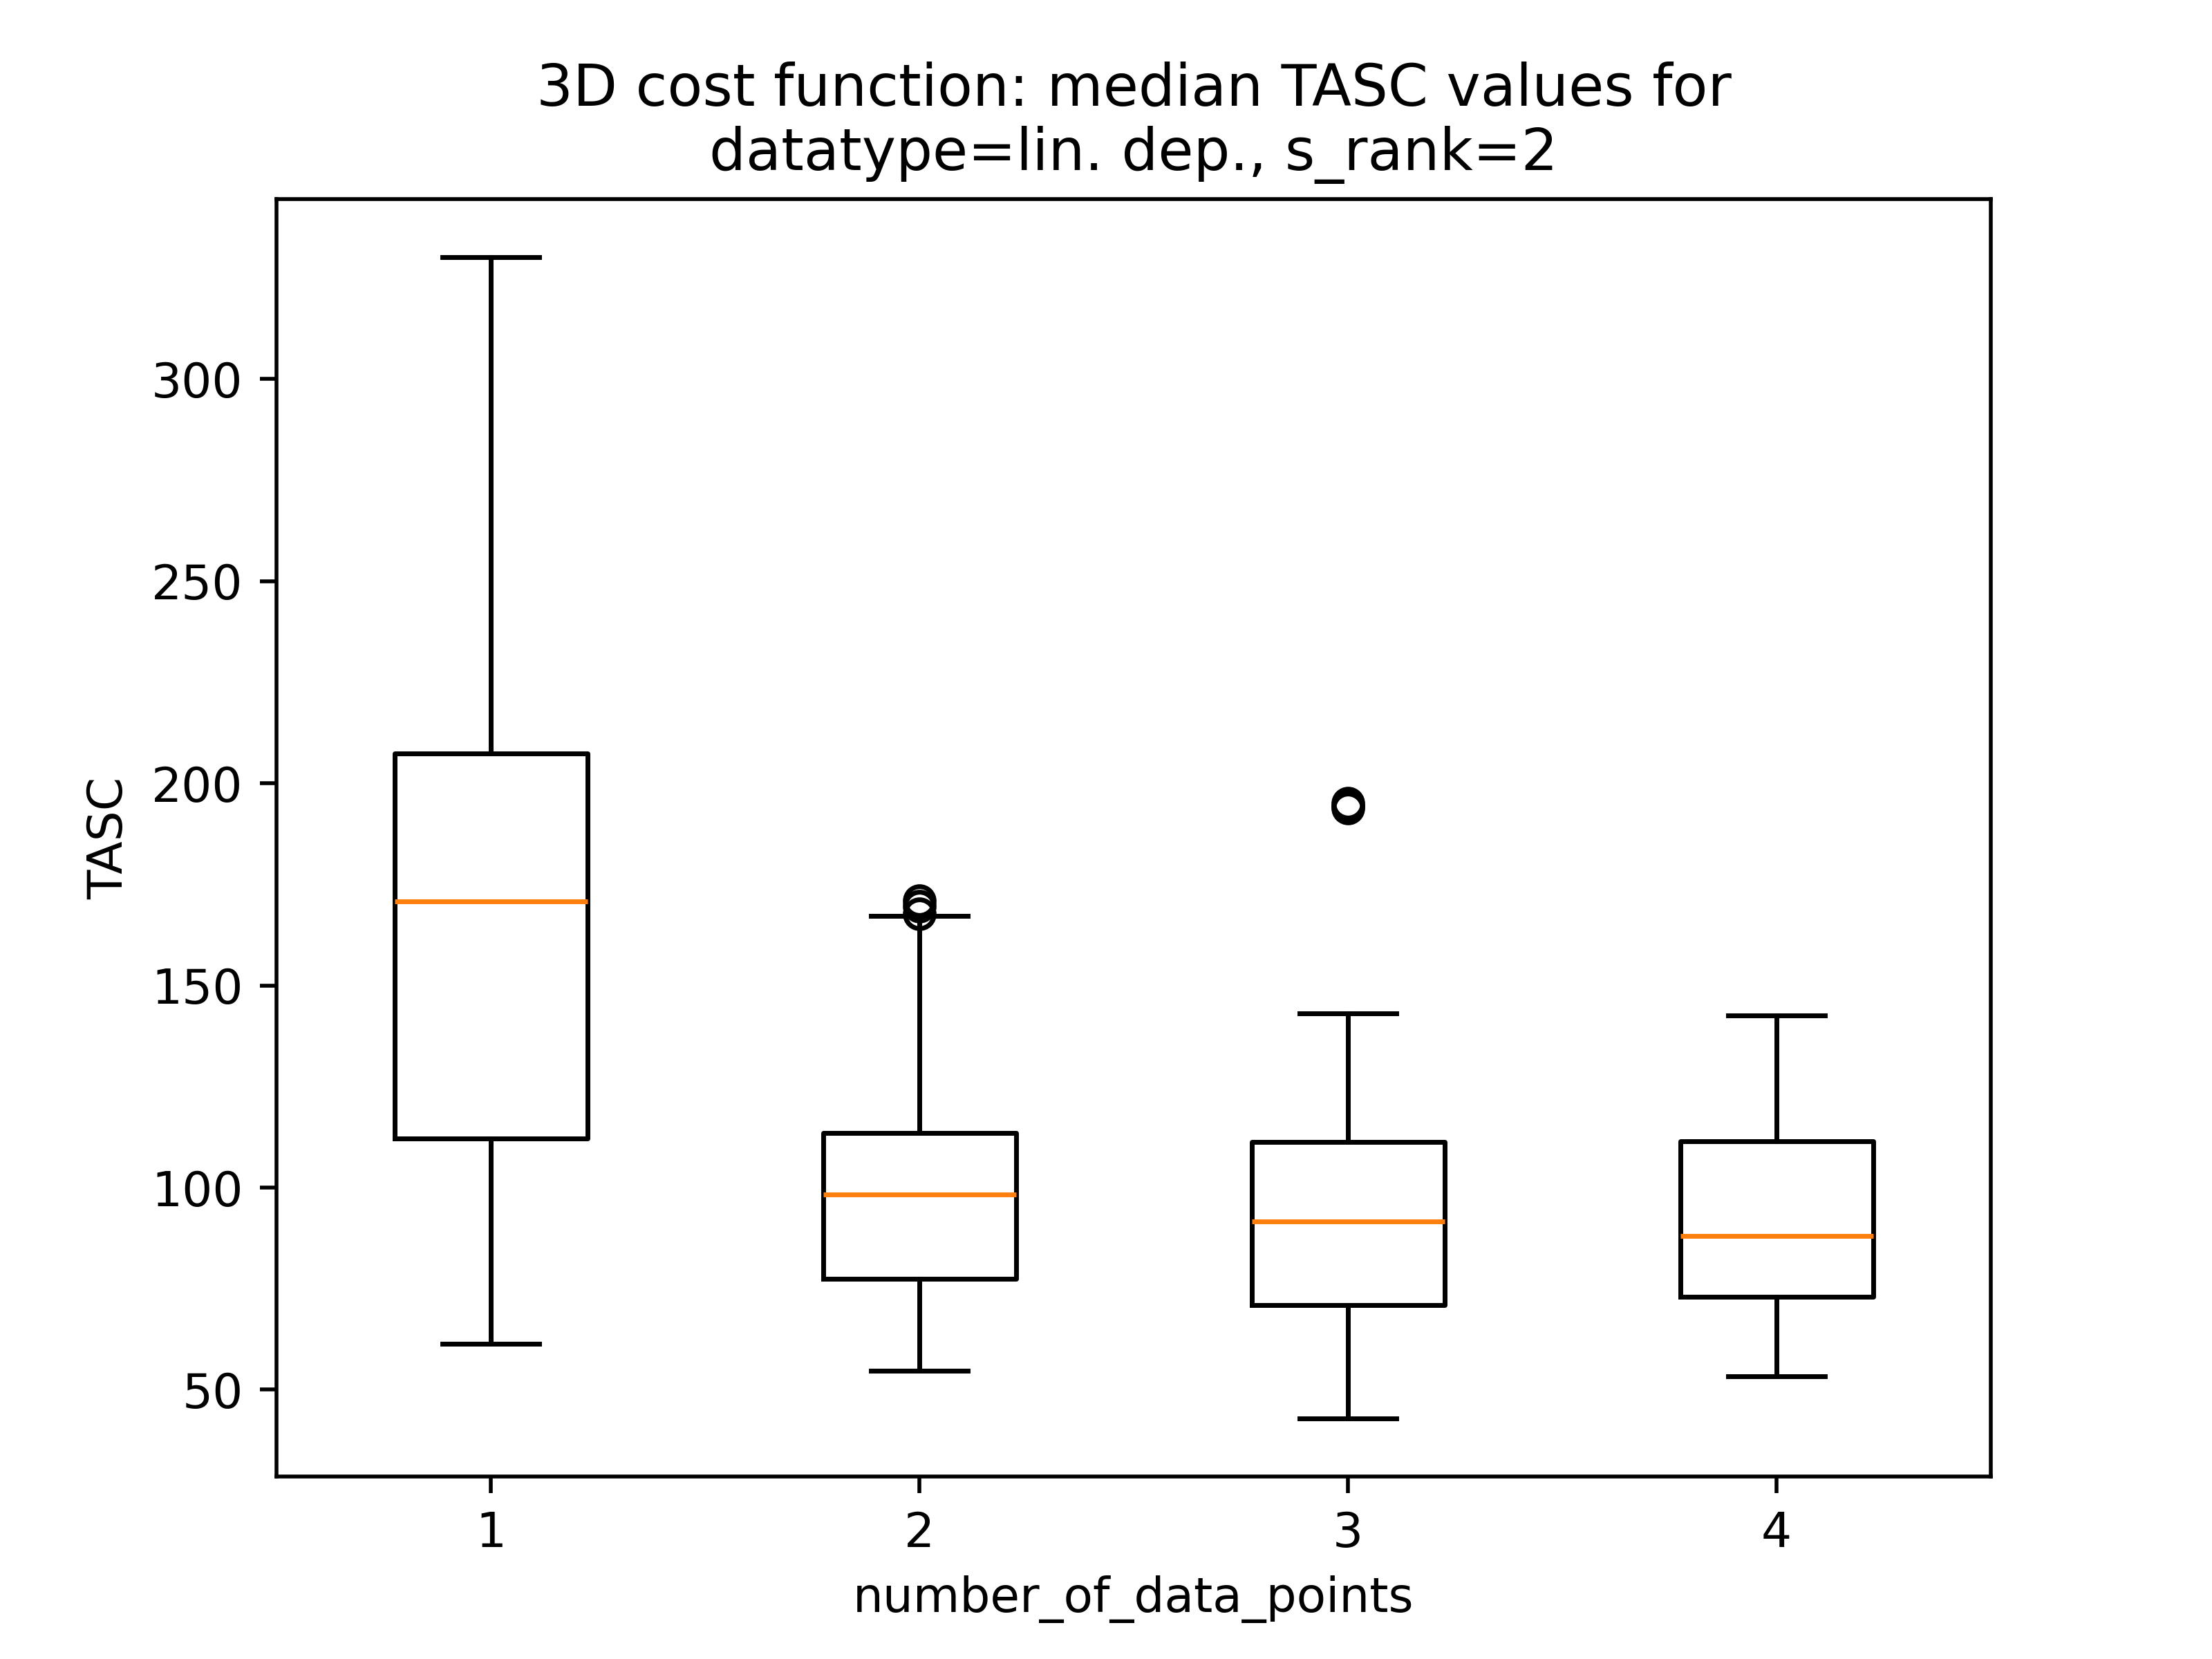 3D cost function: median TASC values for
datatype=lin. dep., s_rank=2
TASC
300
250
200
150
100
50
1 2 3 4
number_of_data_points